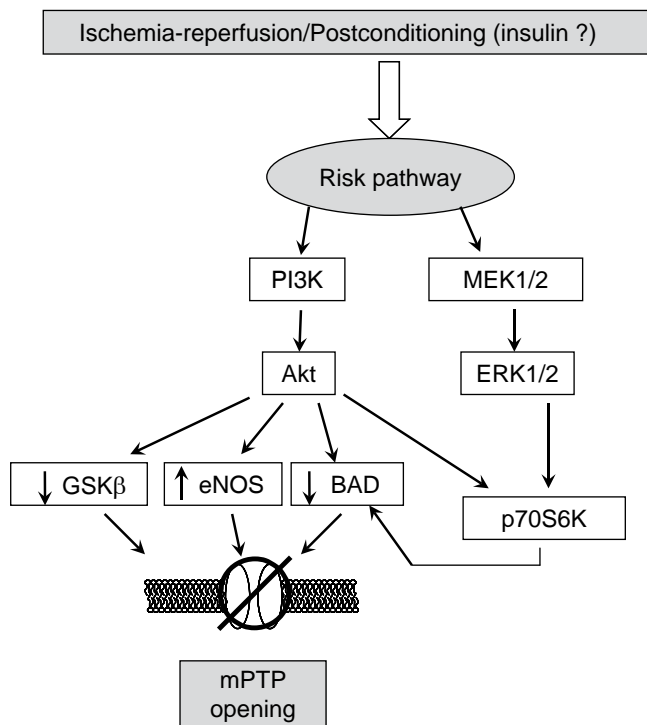 Ischemia-reperfusion/Postconditioning (insulin ?)
Risk pathway
PI3K
MEK1/2
Akt
ERK1/2
↓ GSKβ
↑ eNOS
↓ BAD
p70S6K
mPTP
opening